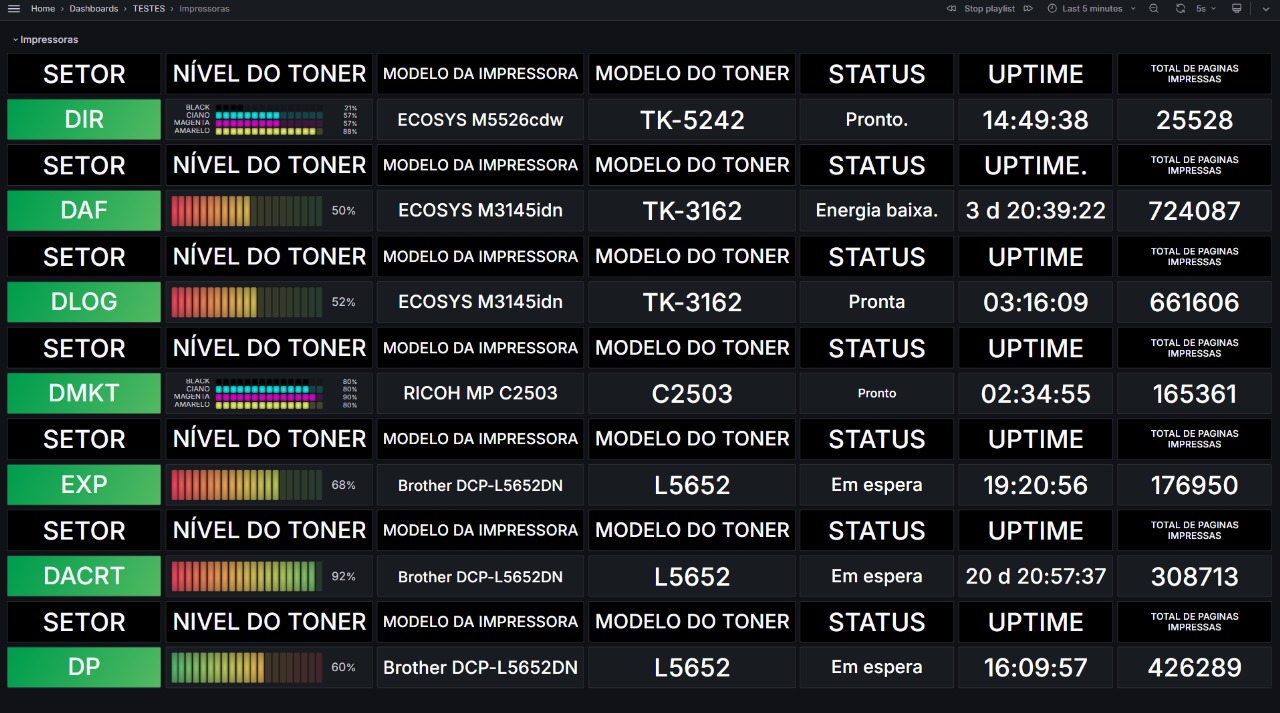 Home › Dashboards › TESTES › Impressoras
Stop playlist
Last 5 minutes
5s
Impressoras
SETOR NÍVEL DO TONER MODELO DA IMPRESSORA MODELO DO TONER STATUS UPTIME TOTAL DE PAGINAS
IMPRESSAS
DIR
BLACK 21%
CIANO 57%
MAGENTA 57%
AMARELO 88%
ECOSYS M5526cdw TK-5242 Pronto. 14:49:38 25528
SETOR NÍVEL DO TONER MODELO DA IMPRESSORA MODELO DO TONER STATUS UPTIME. TOTAL DE PAGINAS
IMPRESSAS
DAF 50% ECOSYS M3145idn TK-3162 Energia baixa. 3 d 20:39:22 724087
SETOR NÍVEL DO TONER MODELO DA IMPRESSORA MODELO DO TONER STATUS UPTIME TOTAL DE PAGINAS
IMPRESSAS
DLOG 52% ECOSYS M3145idn TK-3162 Pronta 03:16:09 661606
SETOR NÍVEL DO TONER MODELO DA IMPRESSORA MODELO DO TONER STATUS UPTIME TOTAL DE PAGINAS
IMPRESSAS
DMKT
BLACK 80%
CIANO 80%
MAGENTA 90%
AMARELO 80%
RICOH MP C2503 C2503 Pronto 02:34:55 165361
SETOR NÍVEL DO TONER MODELO DA IMPRESSORA MODELO DO TONER STATUS UPTIME TOTAL DE PAGINAS
IMPRESSAS
EXP 68% Brother DCP-L5652DN L5652 Em espera 19:20:56 176950
SETOR NÍVEL DO TONER MODELO DA IMPRESSORA MODELO DO TONER STATUS UPTIME TOTAL DE PAGINAS
IMPRESSAS
DACRT 92% Brother DCP-L5652DN L5652 Em espera 20 d 20:57:37 308713
SETOR NÍVEL DO TONER MODELO DA IMPRESSORA MODELO DO TONER STATUS UPTIME TOTAL DE PAGINAS
IMPRESSAS
DP 60% Brother DCP-L5652DN L5652 Em espera 16:09:57 426289